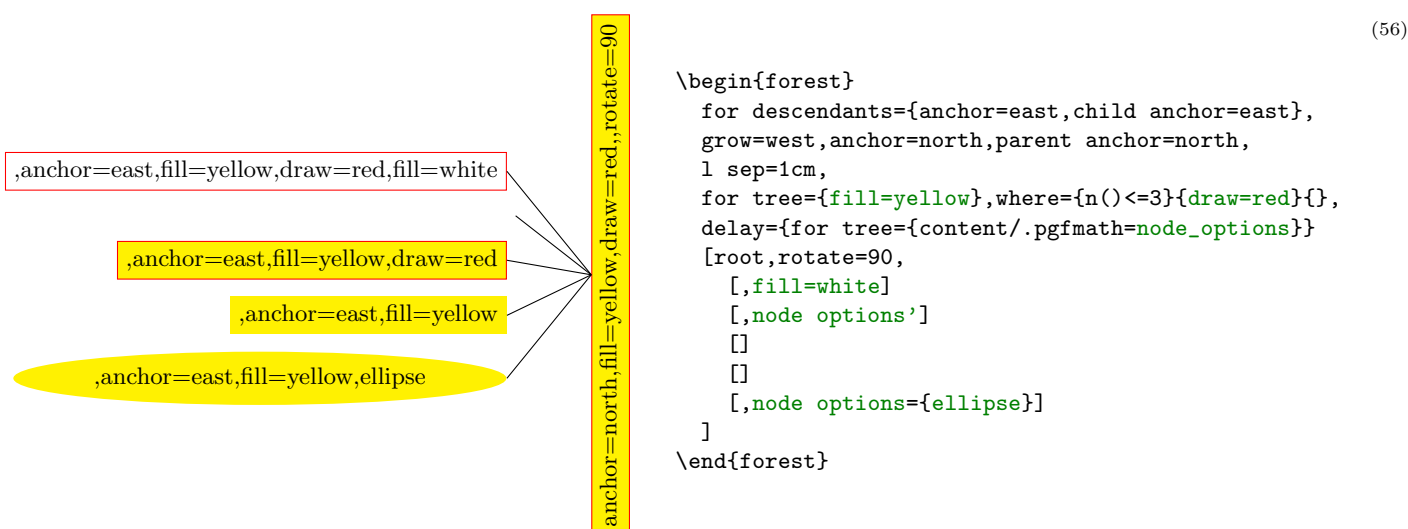 (56)
,anchor=east,fill=yellow,draw=red,fill=white
,anchor=east,fill=yellow,draw=red
,anchor=east,fill=yellow
,anchor=east,fill=yellow,ellipse
anchor=north,fill=yellow,draw=red,,rotate=90
\begin{forest}
  for descendants={anchor=east,child anchor=east},
  grow=west,anchor=north,parent anchor=north,
  l sep=1cm,
  for tree={fill=yellow},where={n()<=3}{draw=red}{},
  delay={for tree={content/.pgfmath=node_options}}
  [root,rotate=90,
    [,fill=white]
    [,node options']
    []
    []
    [,node options={ellipse}]
  ]
\end{forest}